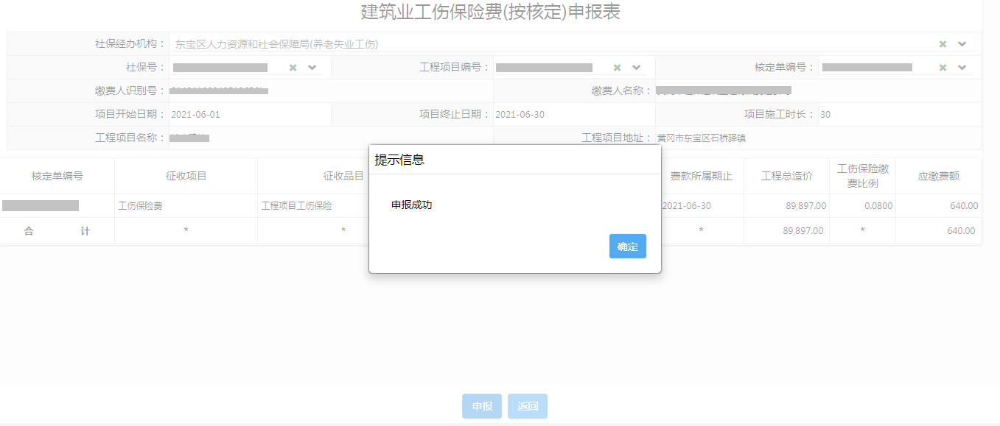 建筑业工伤保险费(按核定)申报表
社保经办机构： 东宝区人力资源和社会保障局(养老失业工伤)
社保号： 工程项目编号： 核定单编号：
缴费人识别号： 缴费人名称：
项目开始日期： 2021-06-01 项目终止日期： 2021-06-30 项目施工时长： 30
工程项目名称： 工程项目地址： 黄冈市东宝区石桥驿镇
提示信息
申报成功
确定
核定单编号 征收项目 征收品目 费款所属期止 工程总造价 工伤保险缴
费比例 应缴费额
工伤保险费 工程项目工伤保险 2021-06-30 89,897.00 0.0800 640.00
合 计 * * * 89,897.00 * 640.00
申报 返回